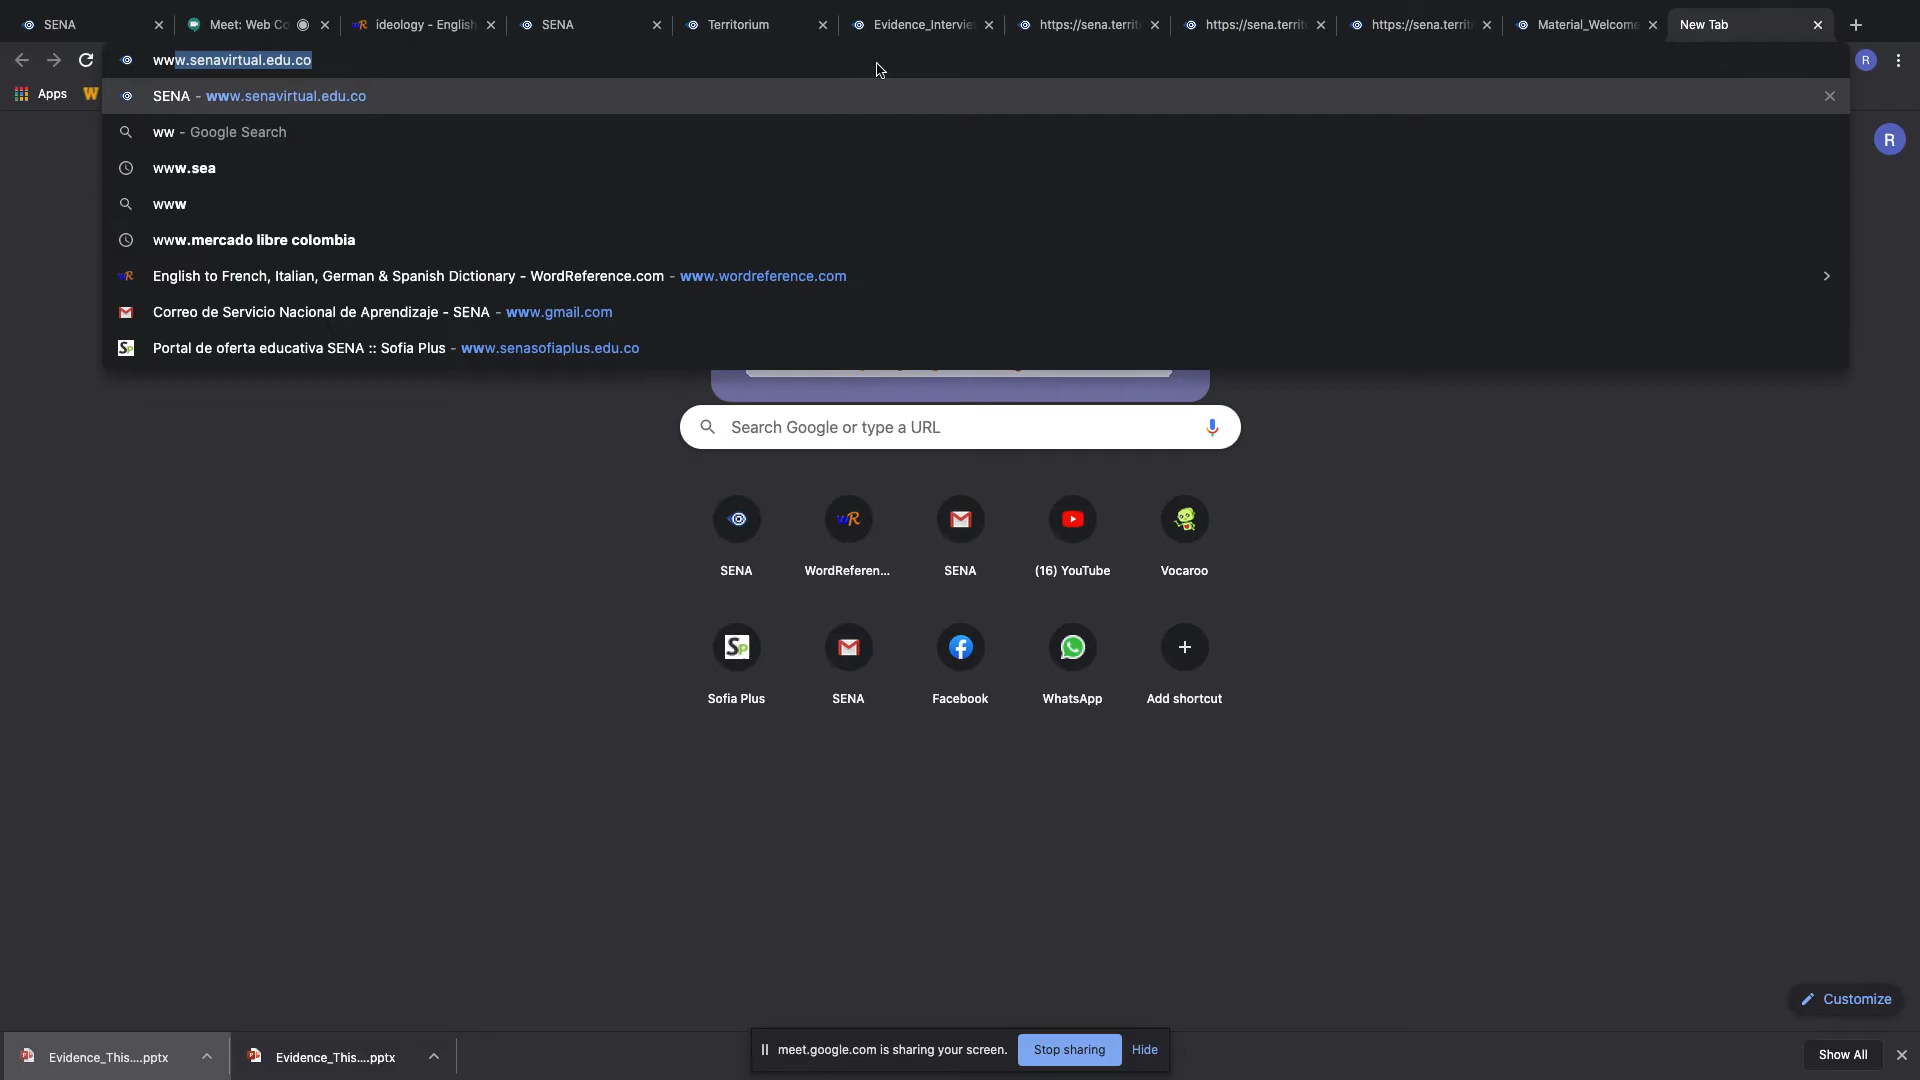 SENA
Meet: Web Co
ideology - English
SENA
Territorium
Evidence_Intervie
https://sena.territ
https://sena.territ
https://sena.territ
Material_Welcome
New Tab
www.senavirtual.edu.co
R
Apps
SENA - www.senavirtual.edu.co
ww - Google Search
www.sea
www
www.mercado libre colombia
English to French, Italian, German & Spanish Dictionary - WordReference.com - www.wordreference.com
Correo de Servicio Nacional de Aprendizaje - SENA - www.gmail.com
Portal de oferta educativa SENA :: Sofia Plus - www.senasofiaplus.edu.co
R
Search Google or type a URL
SENA
WordReferen...
SENA
(16) YouTube
Vocaroo
Sofia Plus
SENA
Facebook
WhatsApp
Add shortcut
Customize
Evidence_This....pptx
Evidence_This....pptx
meet.google.com is sharing your screen.
Stop sharing
Hide
Show All